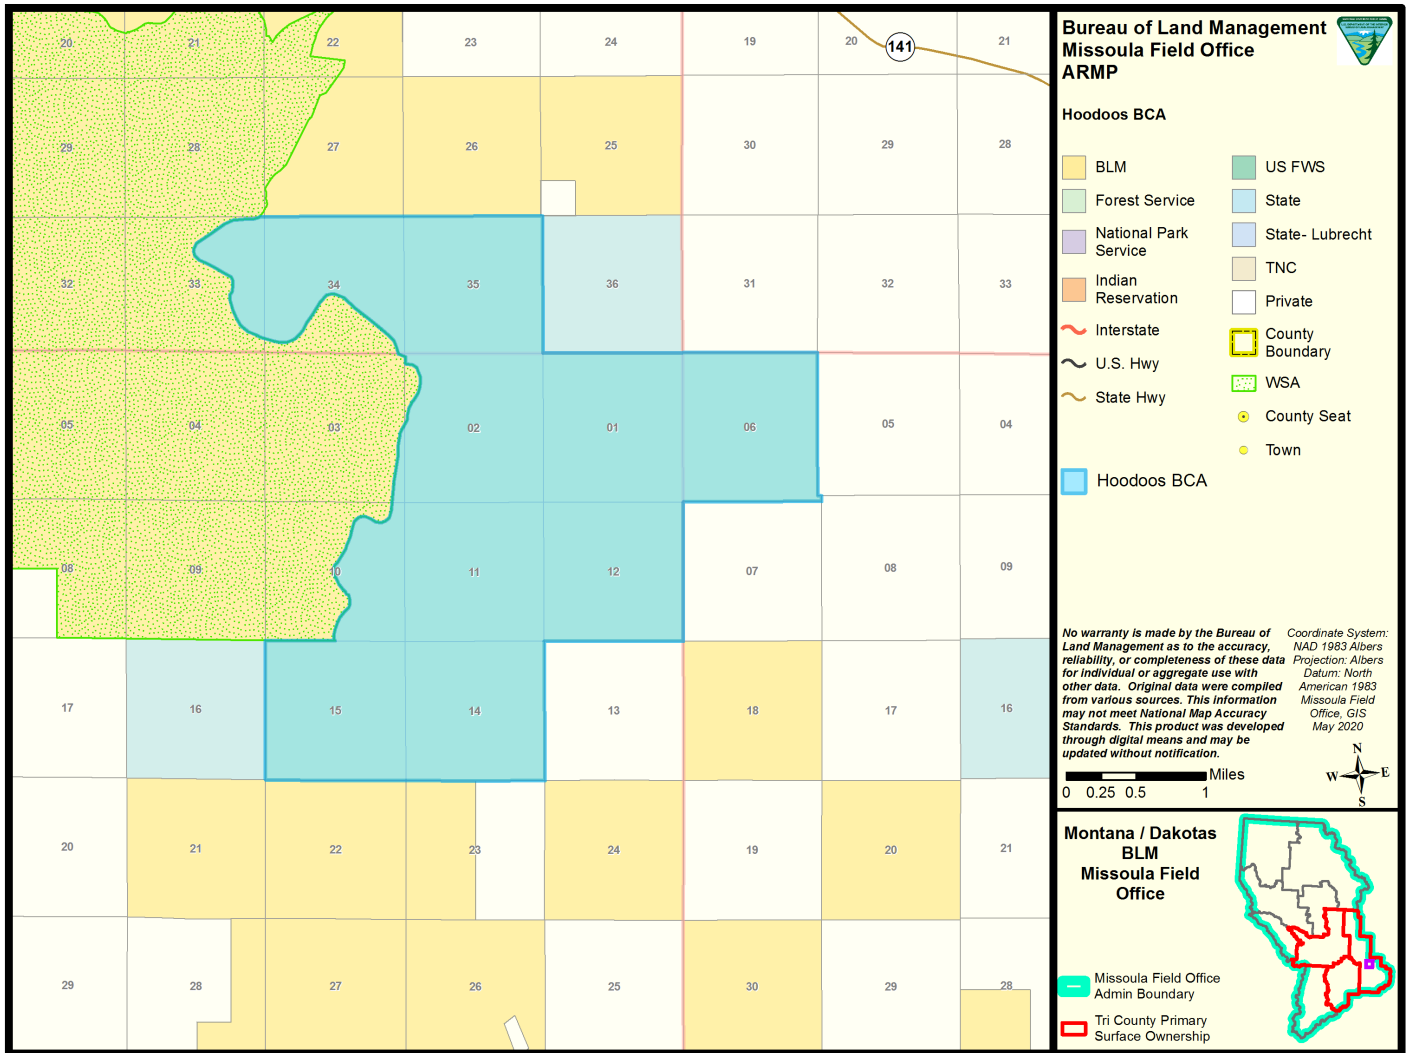 20 21 22 23 24 19 20 141 21
29 28 27 26 25 30 29 28
32 33 34 35 36 31 32 33
05 04 03 02 01 06 05 04
08 09 10 11 12 07 08 09
17 16 15 14 13 18 17 16
20 21 22 23 24 19 20 21
29 28 27 26 25 30 29 28
Bureau of Land Management
Missoula Field Office
ARMP
Hoodoos BCA
BLM
Forest Service
National Park
Service
Indian
Reservation
Interstate
U.S. Hwy
State Hwy
US FWS
State
State- Lubrecht
TNC
Private
County
Boundary
WSA
County Seat
Town
Hoodoos BCA
No warranty is made by the Bureau of
Land Management as to the accuracy,
reliability, or completeness of these data
for individual or aggregate use with
other data. Original data were compiled
from various sources. This information
may not meet National Map Accuracy
Standards. This product was developed
through digital means and may be
updated without notification.
Coordinate System:
NAD 1983 Albers
Projection: Albers
Datum: North
American 1983
Missoula Field
Office, GIS
May 2020
Miles
0 0.25 0.5 1
N
W E
S
Montana / Dakotas
BLM
Missoula Field
Office
Missoula Field Office
Admin Boundary
Tri County Primary
Surface Ownership